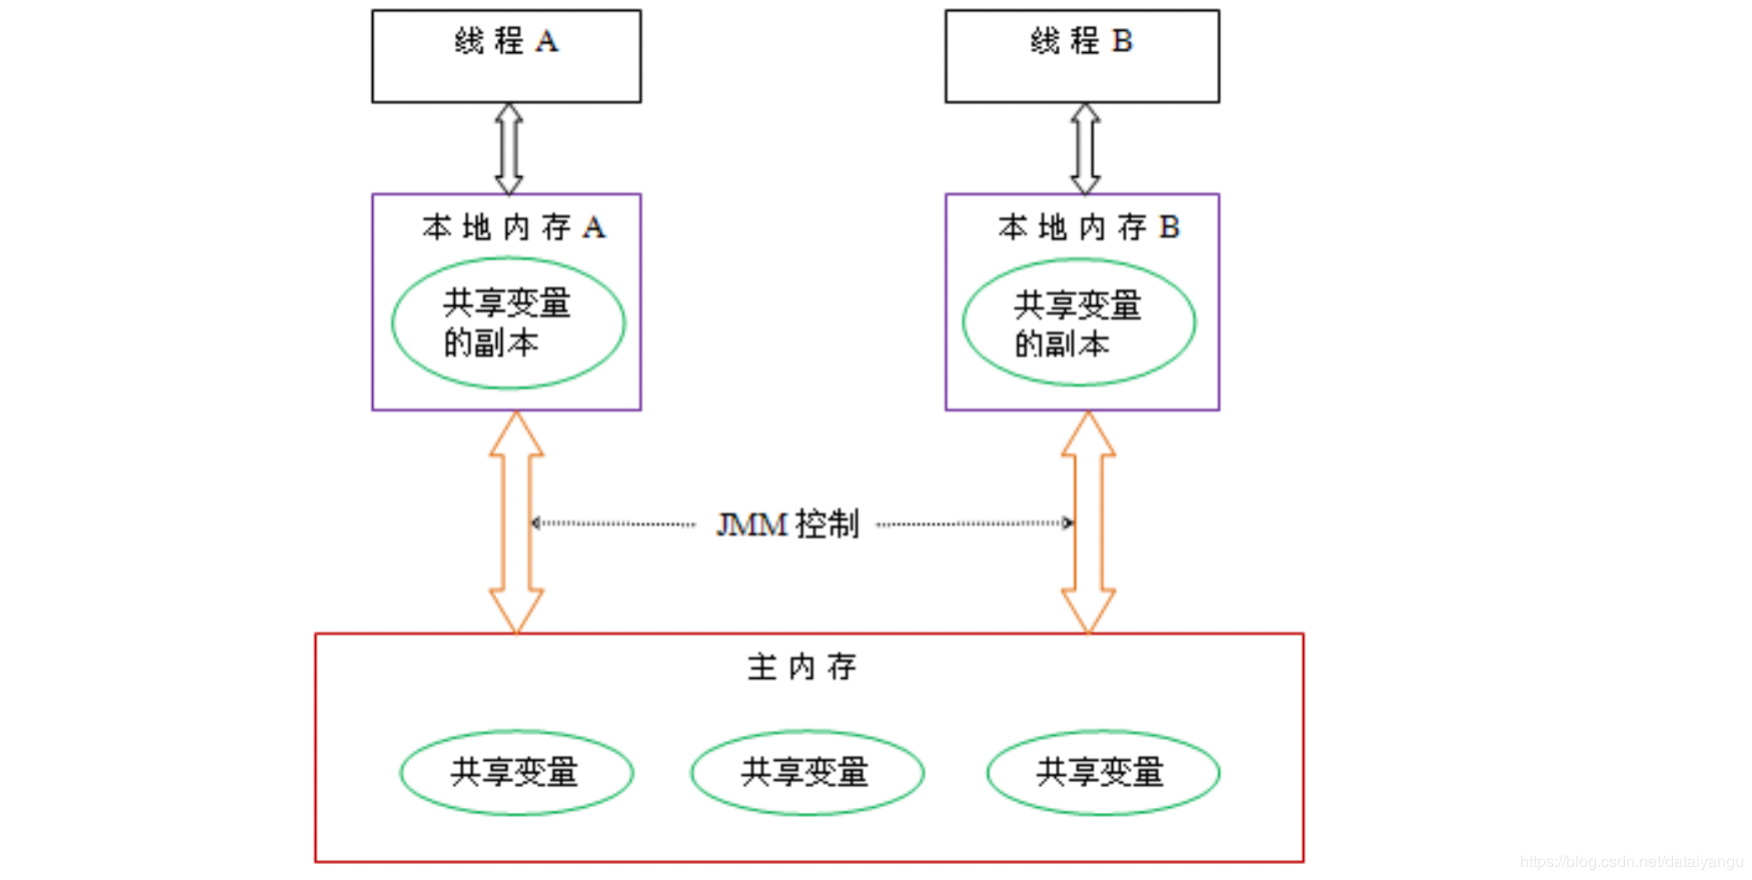 线程 A
线程 B
本地内存 A
本地内存 B
共享变量
的副本
共享变量
的副本
JMM 控制
主内存
共享变量
共享变量
共享变量
https://blog.csdn.net/dataiyangu